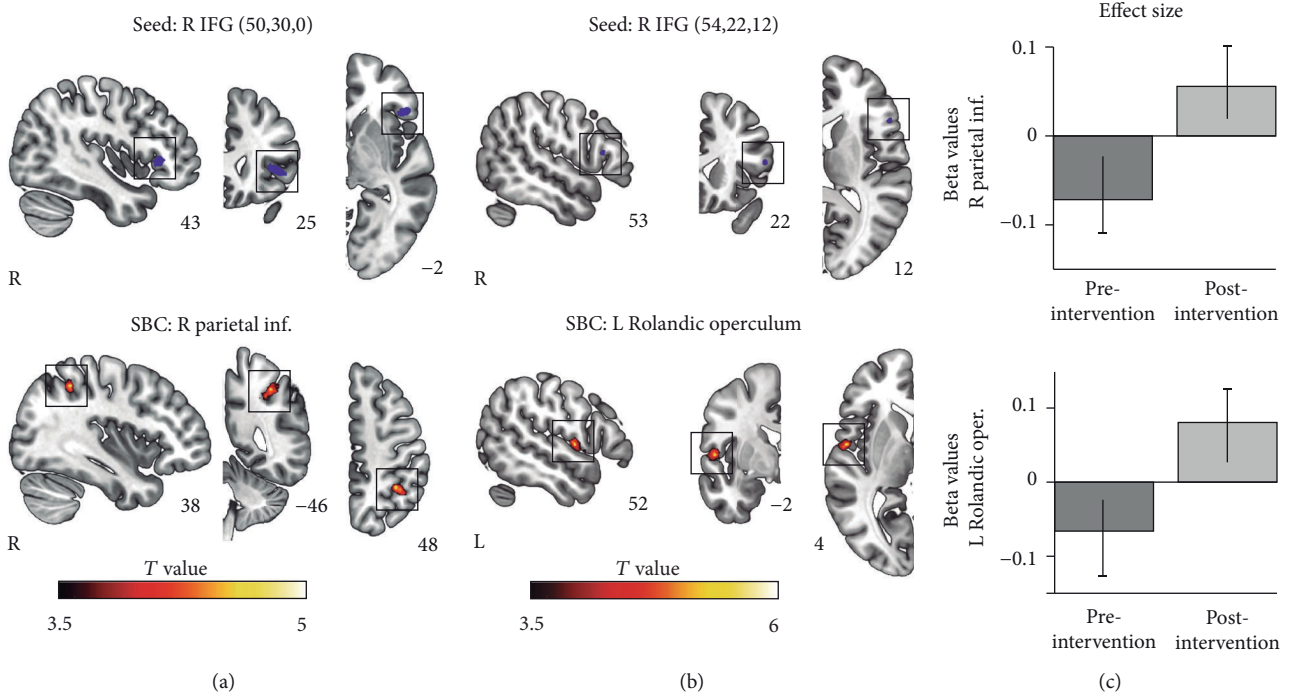 Seed: R IFG (50,30,0)
43
25
−2
R
SBC: R parietal inf.
38
−46
48
R
T value
3.5
5
(a)
Seed: R IFG (54,22,12)
53
22
12
R
SBC: L Rolandic operculum
52
−2
4
L
T value
3.5
6
(b)
Effect size
Beta values
R parietal inf.
0.1
0
−0.1
Pre-
intervention
Post-
intervention
Beta values
L Rolandic oper.
0.1
0
−0.1
Pre-
intervention
Post-
intervention
(c)